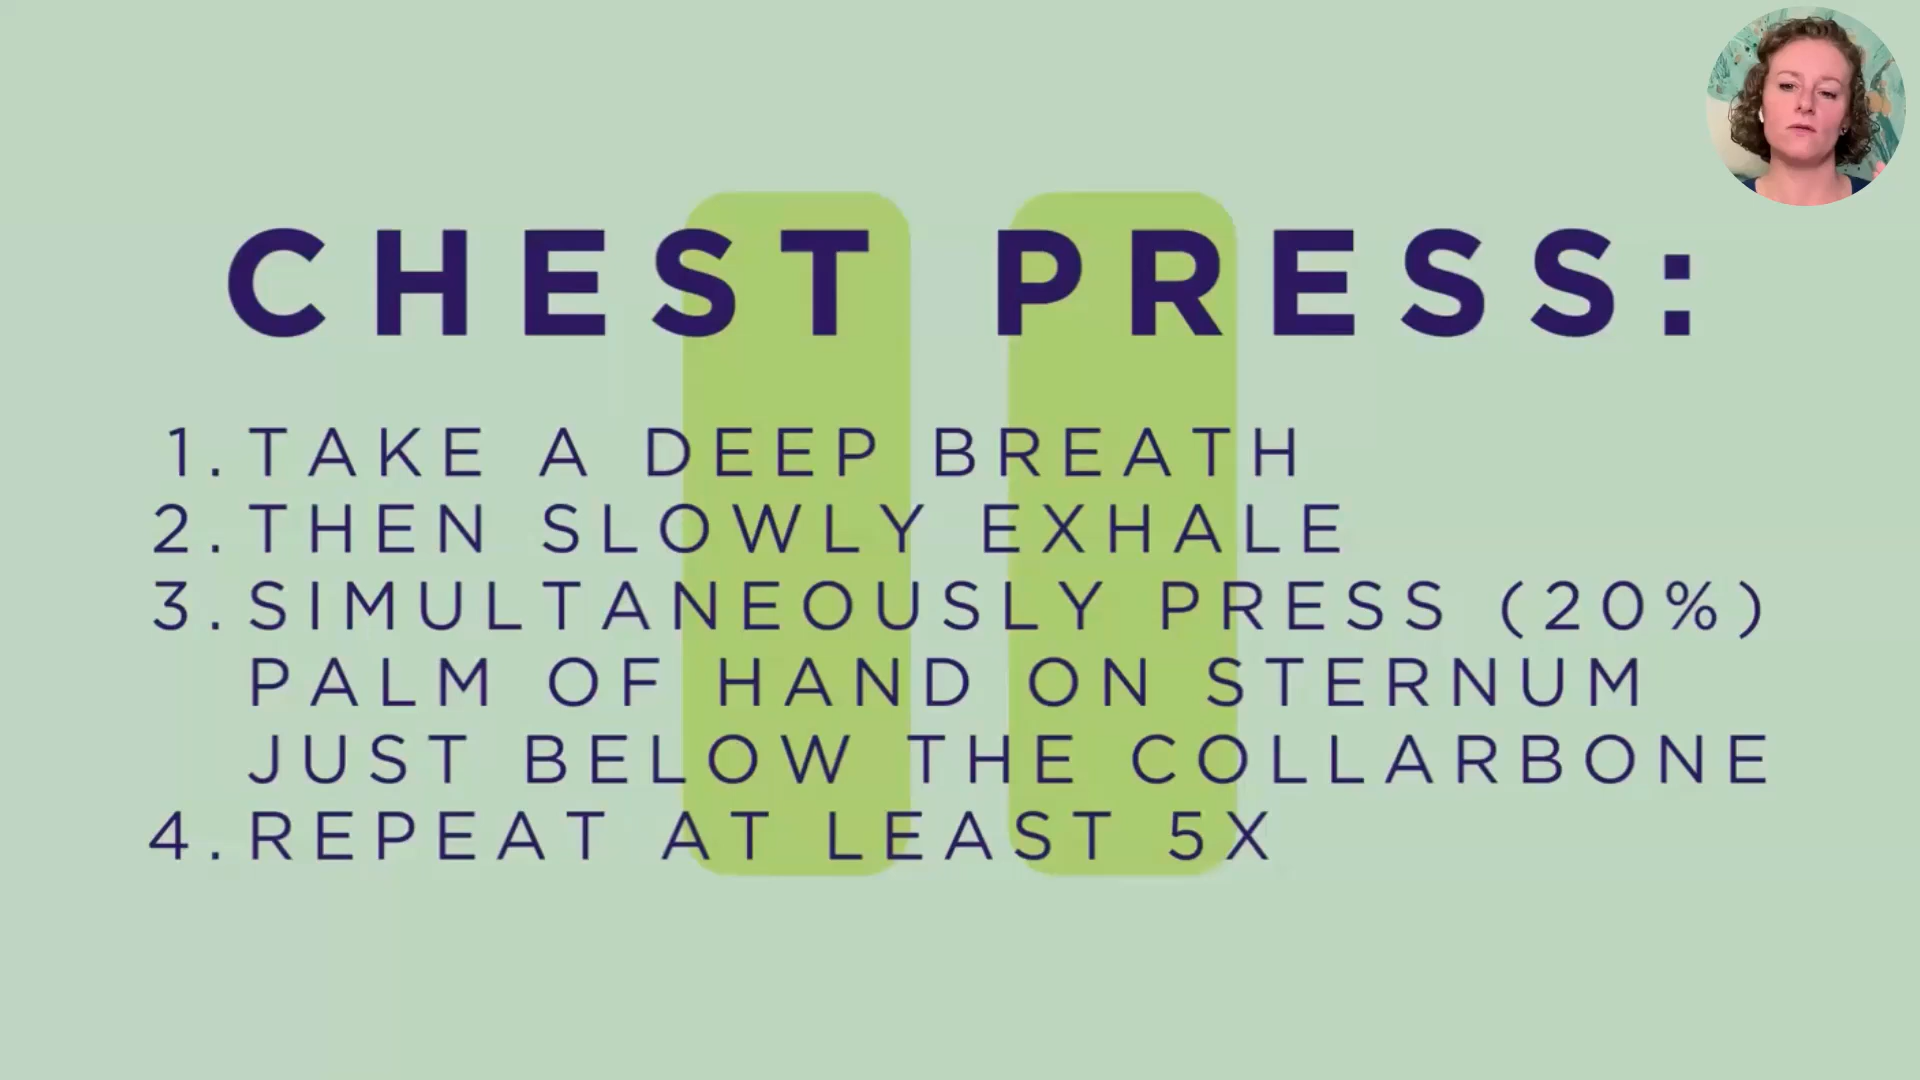 CHEST PRESS:
1. TAKE A DEEP BREATH
2. THEN SLOWLY EXHALE
3. SIMULTANEOUSLY PRESS (20%)
PALM OF HAND ON STERNUM
JUST BELOW THE COLLARBONE
4. REPEAT AT LEAST 5X